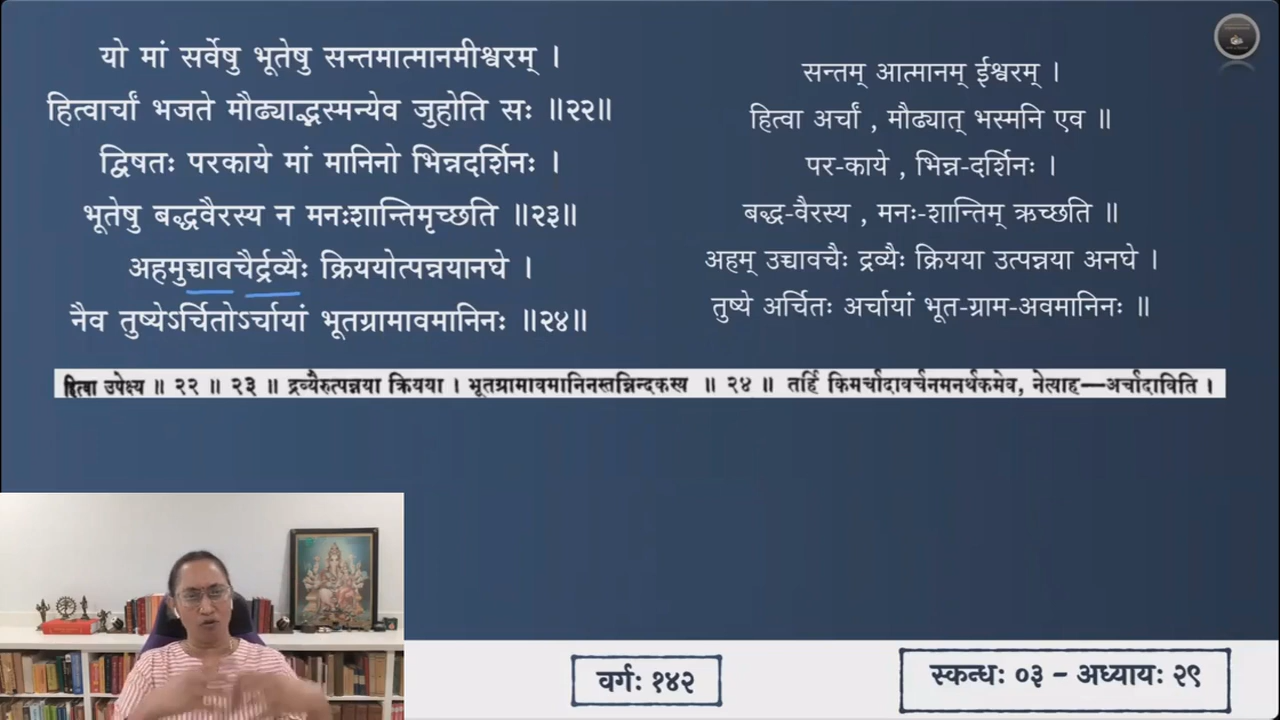 यो मां सर्वेषु भूतेषु सन्तमात्मानमीश्वरम् ।
हित्वार्चां भजते मौढ्याद्भस्मन्येव जुहोति सः ॥२२॥
द्विषतः परकाये मां मानिनो भिन्नदर्शिनः ।
भूतेषु बद्धवैरस्य न मनःशान्तिमृच्छति ॥२३॥
अहमुच्चावचैर्द्रव्यैः क्रिययोत्पन्नयानघे ।
नैव तुष्येऽर्चितोऽर्चायां भूतग्रामावमानिनः ॥२४॥
सन्तम् आत्मानम् ईश्वरम् ।
हित्वा अर्चां , मौढ्यात् भस्मनि एव ॥
पर-काये , भिन्न-दर्शिनः ।
बद्ध-वैरस्य , मनः-शान्तिम् ऋच्छति ॥
अहम् उच्चावचैः द्रव्यैः क्रियया उत्पन्नया अनघे ।
तुष्ये अर्चितः अर्चायां भूत-ग्राम-अवमानिनः ॥
हित्वा उपेक्ष्य ॥ २२ ॥ २३ ॥ द्रव्यैरुत्पन्नया क्रियया । भूतग्रामावमानिनस्तन्निन्दकस्य ॥ २४ ॥ तर्हि किमर्चादावर्चनमनर्थकमेव, नेत्याह—अर्चादाविति ।
वर्गः १४२
स्कन्धः ०३ – अध्यायः २९